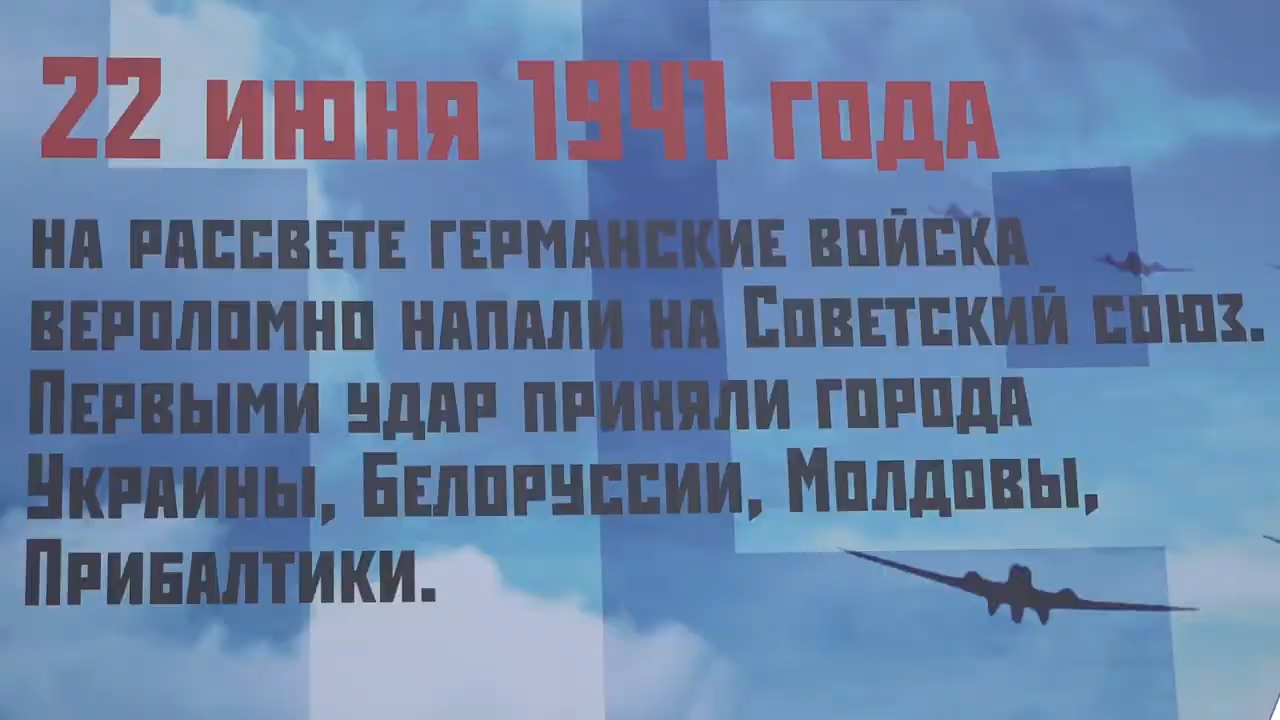 22 июня 1941 года
на рассвете германские войска
вероломно напали на Советский союз.
Первыми удар приняли города
Украины, Белоруссии, Молдовы,
Прибалтики.